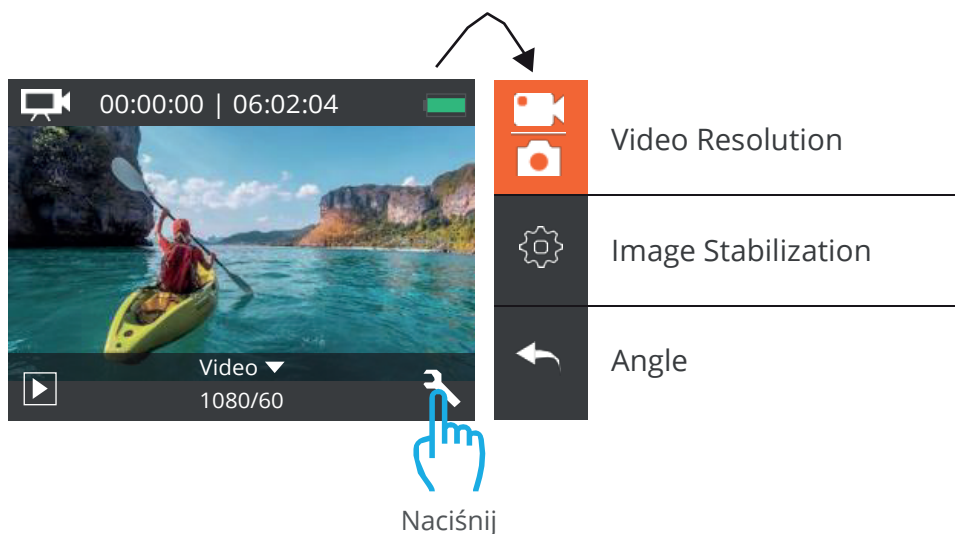 00:00:00 | 06:02:04
Video
1080/60
Naciśnij
Video Resolution
Image Stabilization
Angle